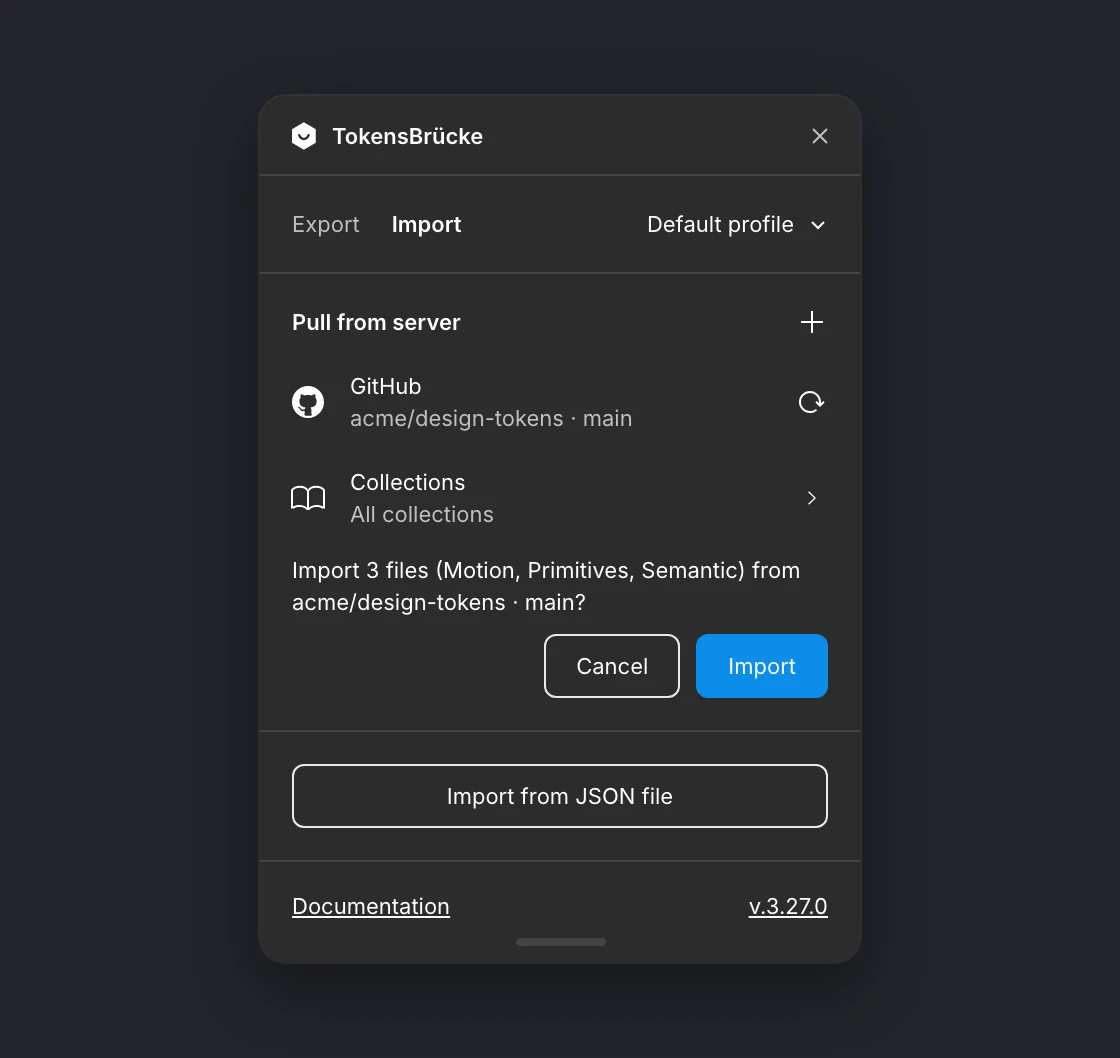 TokensBrücke
Export Import Default profile
Pull from server
GitHub
acme/design-tokens · main
Collections
All collections
Import 3 files (Motion, Primitives, Semantic) from
acme/design-tokens · main?
Cancel Import
Import from JSON file
Documentation v.3.27.0